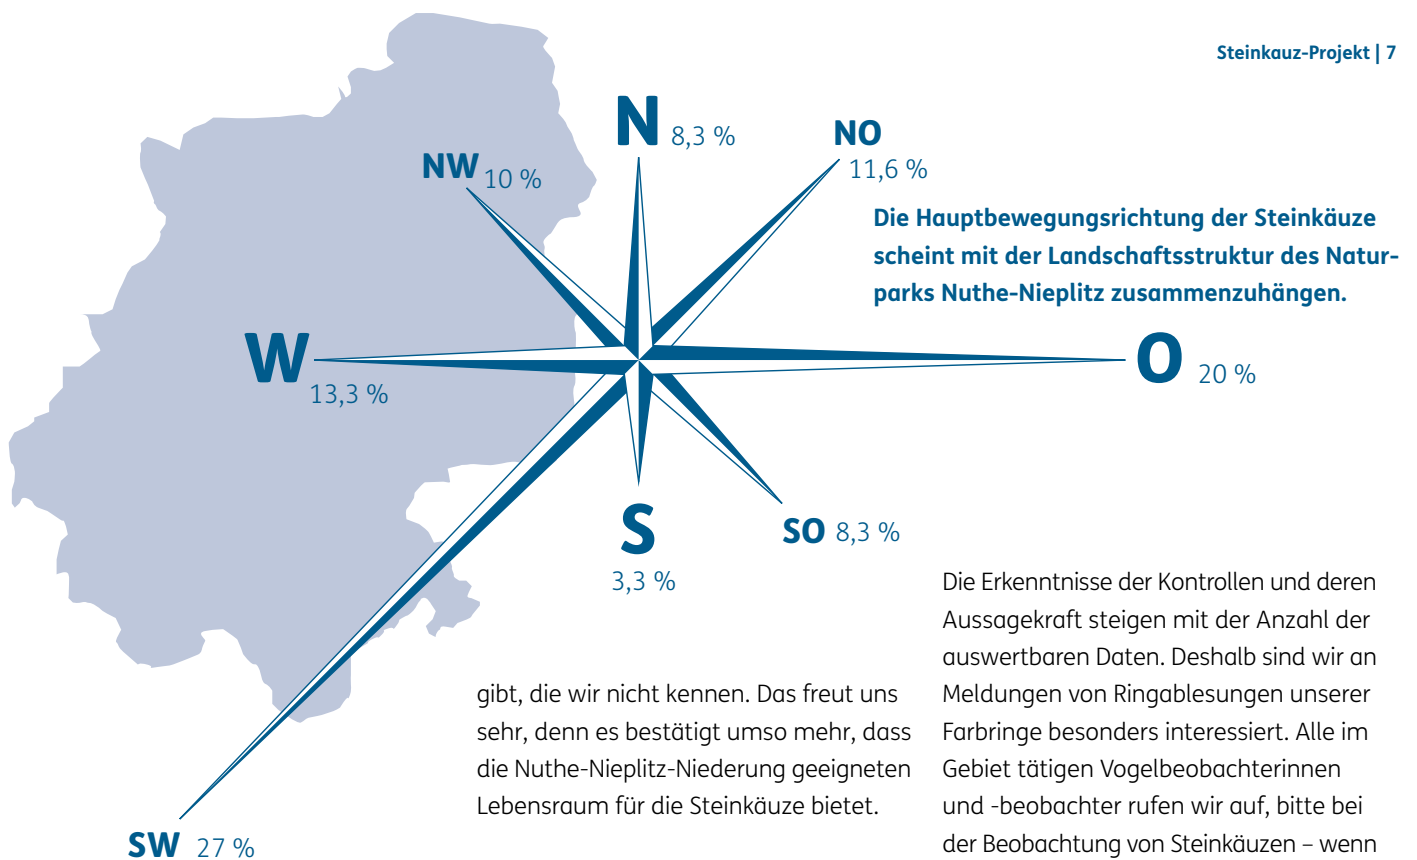 Steinkauz-Projekt | 7
N 8,3 %
NO
11,6 %
NW 10 %
Die Hauptbewegungsrichtung der Steinkäuze
scheint mit der Landschaftsstruktur des Natur-
parks Nuthe-Nieplitz zusammenzuhängen.
W
13,3 %
O 20 %
S
3,3 %
SO 8,3 %
SW 27 %
gibt, die wir nicht kennen. Das freut uns
sehr, denn es bestätigt umso mehr, dass
die Nuthe-Nieplitz-Niederung geeigneten
Lebensraum für die Steinkäuze bietet.
Die Erkenntnisse der Kontrollen und deren
Aussagekraft steigen mit der Anzahl der
auswertbaren Daten. Deshalb sind wir an
Meldungen von Ringablesungen unserer
Farbringe besonders interessiert. Alle im
Gebiet tätigen Vogelbeobachterinnen
und -beobachter rufen wir auf, bitte bei
der Beobachtung von Steinkäuzen – wenn